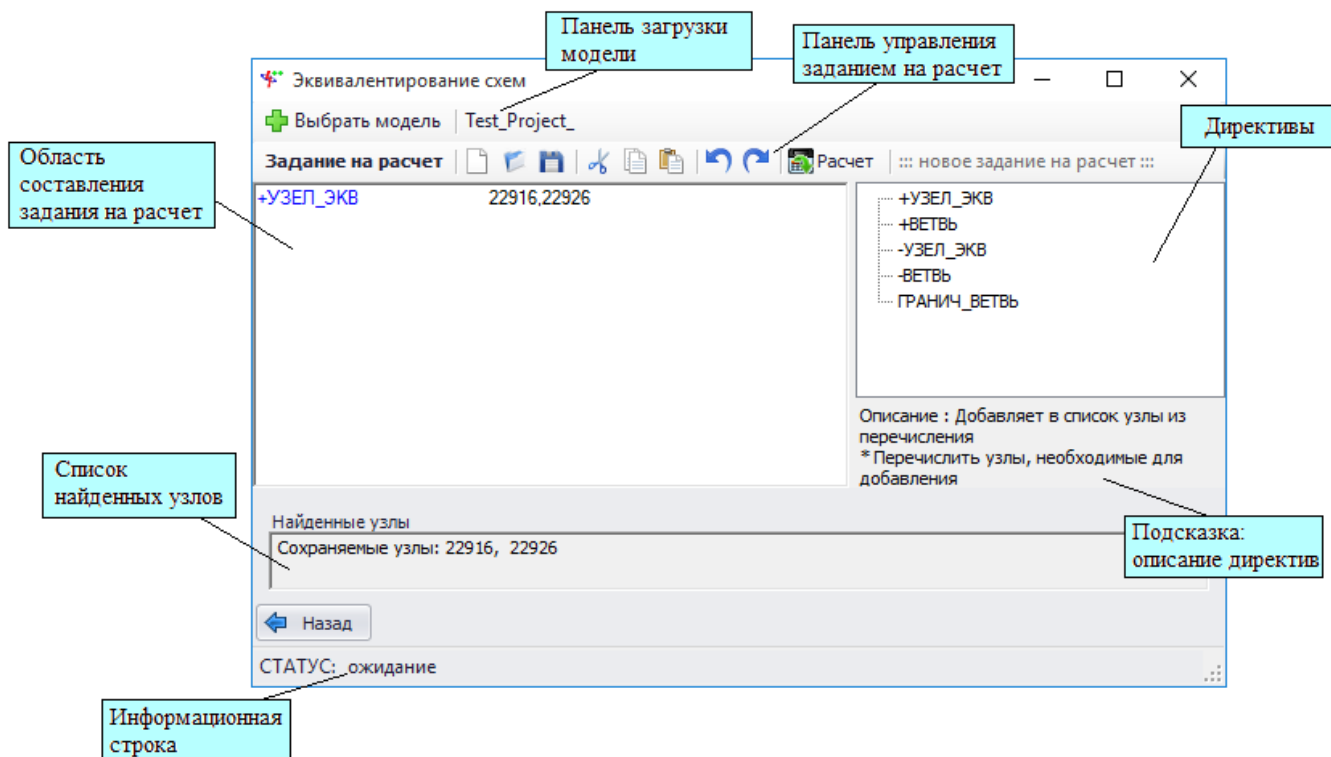 Панель загрузки
модели
Панель управления
заданием на расчет
Эквивалентирование схем
Выбрать модель
Test_Project_
Директивы
Область
составления
задания на расчет
Задание на расчет
Расчет
::: новое задание на расчет :::
+УЗЕЛ_ЭКВ
22916,22926
+УЗЕЛ_ЭКВ
+ВЕТВЬ
-УЗЕЛ_ЭКВ
-ВЕТВЬ
ГРАНИЧ_ВЕТВЬ
Описание : Добавляет в список узлы из
перечисления
* Перечислить узлы, необходимые для
добавления
Список
найденных узлов
Найденные узлы
Сохраняемые узлы: 22916, 22926
Подсказка:
описание директив
Назад
СТАТУС: ожидание
Информационная
строка